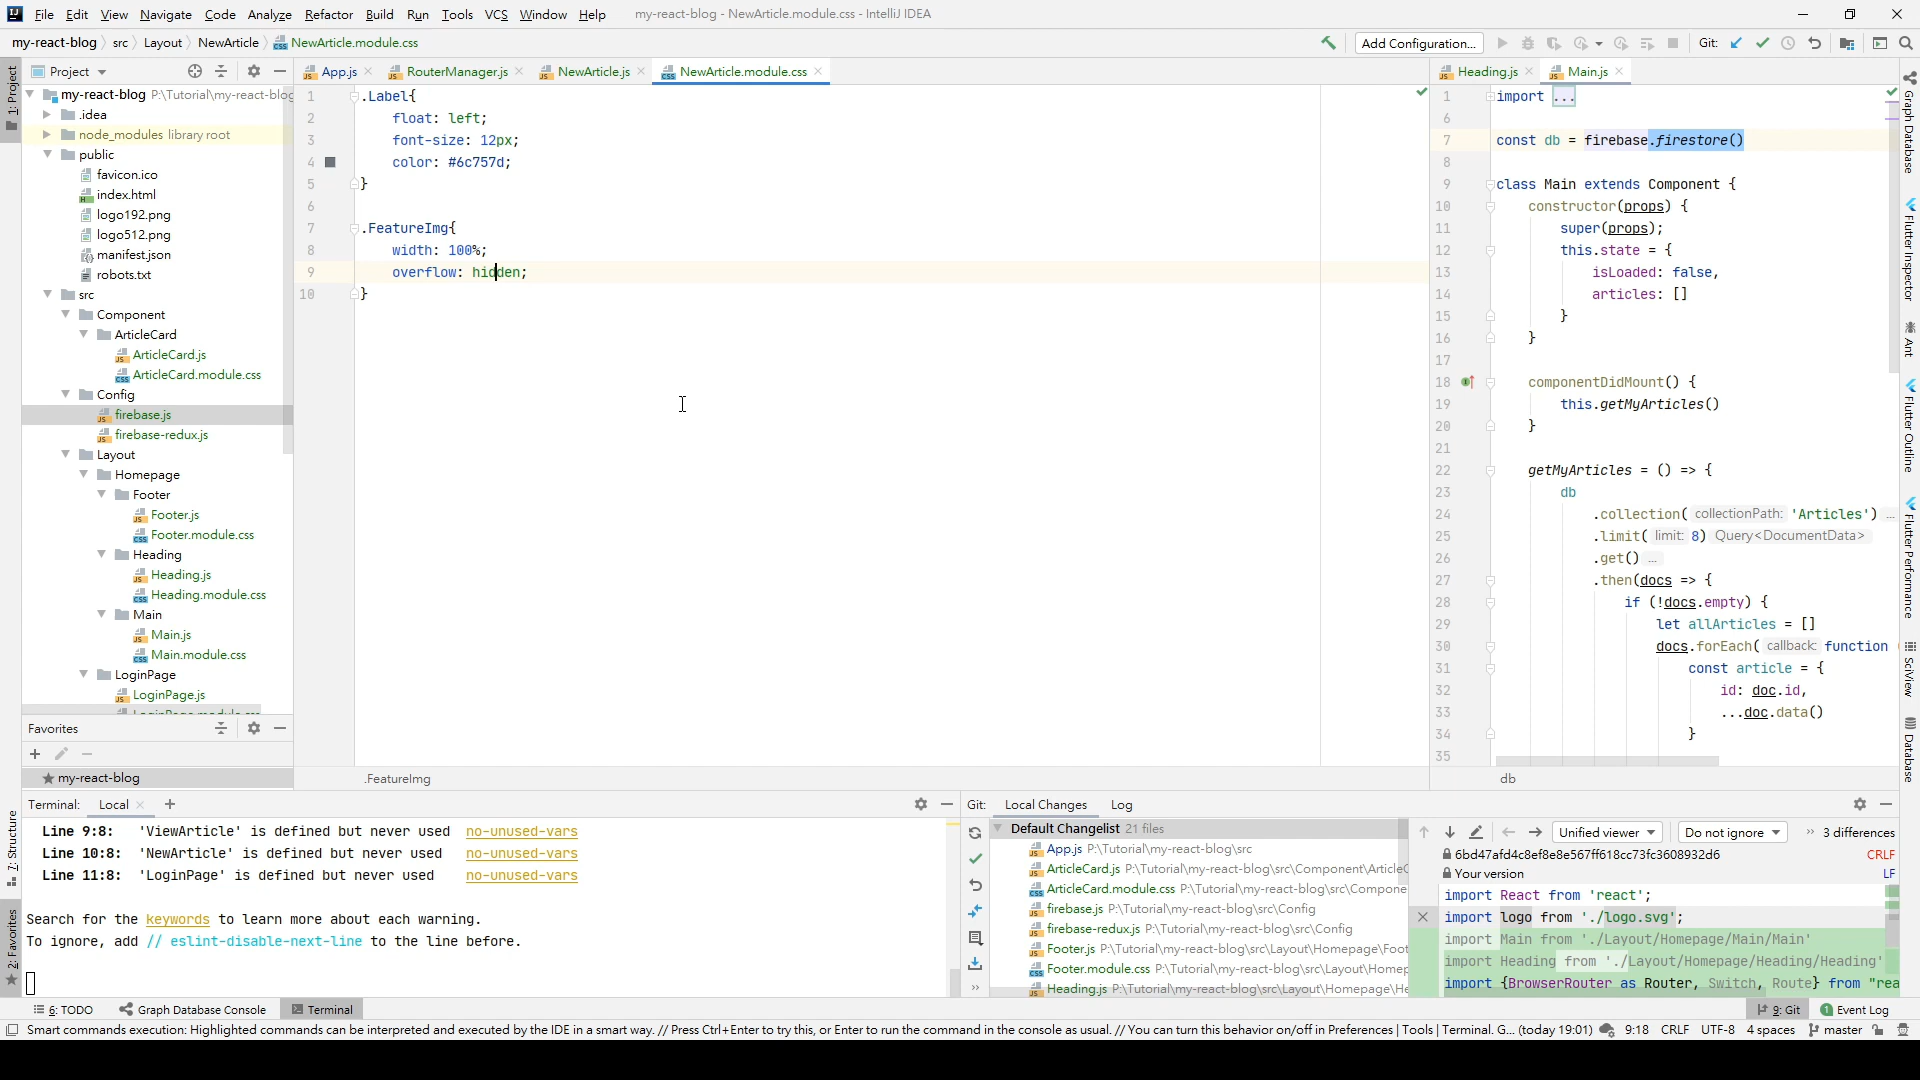 File Edit View Navigate Code Analyze Refactor Build Run Tools VCS Window Help my-react-blog - NewArticle.module.css - IntelliJ IDEA
my-react-blog src Layout NewArticle NewArticle.module.css Add Configuration... Git:
Project App.js RouterManager.js NewArticle.js NewArticle.module.css Heading.js Main.js
1: Project
my-react-blog P:\Tutorial\my-react-blog
.idea
node_modules library root
public
favicon.ico
index.html
logo192.png
logo512.png
manifest.json
robots.txt
src
Component
ArticleCard
ArticleCard.js
ArticleCard.module.css
Config
firebase.js
firebase-redux.js
Layout
Homepage
Footer
Footer.js
Footer.module.css
Heading
Heading.js
Heading.module.css
Main
Main.js
Main.module.css
LoginPage
LoginPage.js
1 .Label{
2 float: left;
3 font-size: 12px;
4 color: #6c757d;
5 }
6
7 .FeatureImg{
8 width: 100%;
9 overflow: hidden;
10 }
.FeatureImg
1 import ...
6
7 const db = firebase.firestore()
8
9 class Main extends Component {
10 constructor(props) {
11 super(props);
12 this.state = {
13 isLoaded: false,
14 articles: []
15 }
16 }
17
18 componentDidMount() {
19 this.getMyArticles()
20 }
21
22 getMyArticles = () => {
23 db
24 .collection( collectionPath: 'Articles') ...
25 .limit( limit: 8) Query<DocumentData>
26 .get() ...
27 .then(docs => {
28 if (!docs.empty) {
29 let allArticles = []
30 docs.forEach( callback: function (
31 const article = {
32 id: doc.id,
33 ...doc.data()
34 }
35
db
Graph Database
Flutter Inspector
Ant
Flutter Outline
Flutter Performance
SciView
Database
Favorites
my-react-blog
7: Structure
2: Favorites
Terminal: Local
Line 9:8: 'ViewArticle' is defined but never used no-unused-vars
Line 10:8: 'NewArticle' is defined but never used no-unused-vars
Line 11:8: 'LoginPage' is defined but never used no-unused-vars
Search for the keywords to learn more about each warning.
To ignore, add // eslint-disable-next-line to the line before.
Git: Local Changes Log
Default Changelist 21 files
App.js P:\Tutorial\my-react-blog\src
ArticleCard.js P:\Tutorial\my-react-blog\src\Component\ArticleC
ArticleCard.module.css P:\Tutorial\my-react-blog\src\Compone
firebase.js P:\Tutorial\my-react-blog\src\Config
firebase-redux.js P:\Tutorial\my-react-blog\src\Config
Footer.js P:\Tutorial\my-react-blog\src\Layout\Homepage\Foot
Footer.module.css P:\Tutorial\my-react-blog\src\Layout\Homep
Heading.js P:\Tutorial\my-react-blog\src\Layout\Homepage\He
Unified viewer Do not ignore 3 differences
6bd47afd4c8ef8e8e567ff618cc73fc3608932d6 CRLF
Your version LF
import React from 'react';
import logo from './logo.svg';
import Main from './Layout/Homepage/Main/Main'
import Heading from './Layout/Homepage/Heading/Heading'
import {BrowserRouter as Router, Switch, Route} from "rea
6: TODO Graph Database Console Terminal 9: Git 1 Event Log
Smart commands execution: Highlighted commands can be interpreted and executed by the IDE in a smart way. // Press Ctrl+Enter to try this, or Enter to run the command in the console as usual. // You can turn this behavior on/off in Preferences | Tools | Terminal. G... (today 19:01) 9:18 CRLF UTF-8 4 spaces master